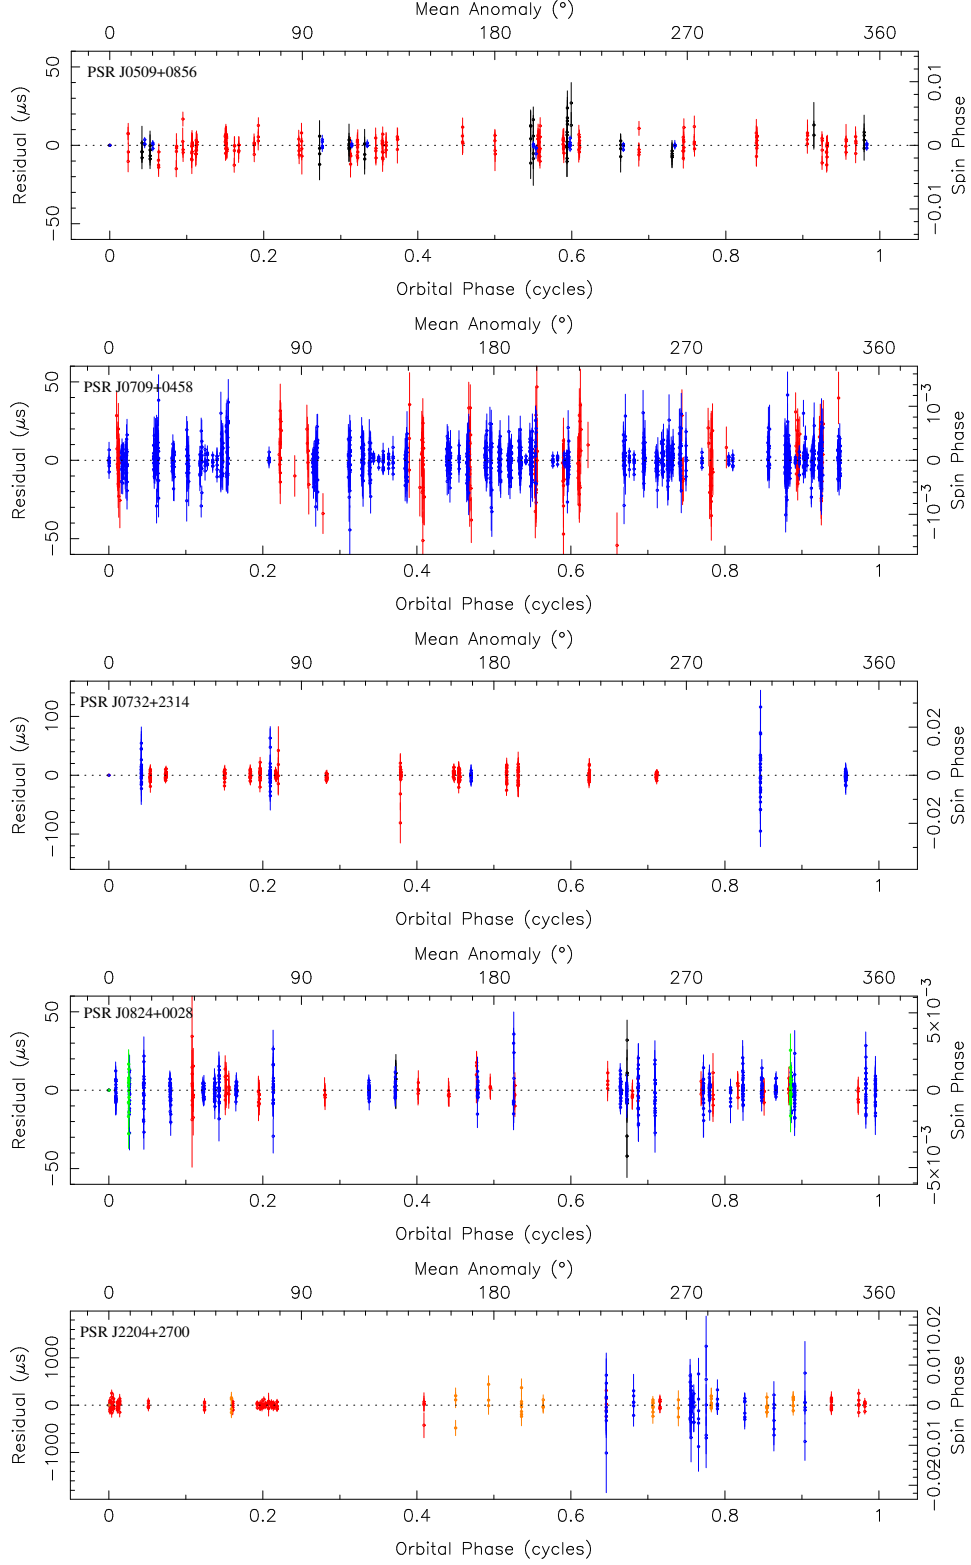 Mean Anomaly (°)
0 90 180 270 360
PSR J0509+0856
Residual (μs)
50 0 −50
0.01 0 −0.01
Spin Phase
0 0.2 0.4 0.6 0.8 1
Orbital Phase (cycles)
Mean Anomaly (°)
0 90 180 270 360
PSR J0709+0458
Residual (μs)
50 0 −50
10⁻³ 0 −10⁻³
Spin Phase
0 0.2 0.4 0.6 0.8 1
Orbital Phase (cycles)
Mean Anomaly (°)
0 90 180 270 360
PSR J0732+2314
Residual (μs)
100 0 −100
0.02 0 −0.02
Spin Phase
0 0.2 0.4 0.6 0.8 1
Orbital Phase (cycles)
Mean Anomaly (°)
0 90 180 270 360
PSR J0824+0028
Residual (μs)
50 0 −50
5×10⁻³ 0 −5×10⁻³
Spin Phase
0 0.2 0.4 0.6 0.8 1
Orbital Phase (cycles)
Mean Anomaly (°)
0 90 180 270 360
PSR J2204+2700
Residual (μs)
1000 0 −1000
0.02 0.01 0 −0.01 −0.02
Spin Phase
0 0.2 0.4 0.6 0.8 1
Orbital Phase (cycles)